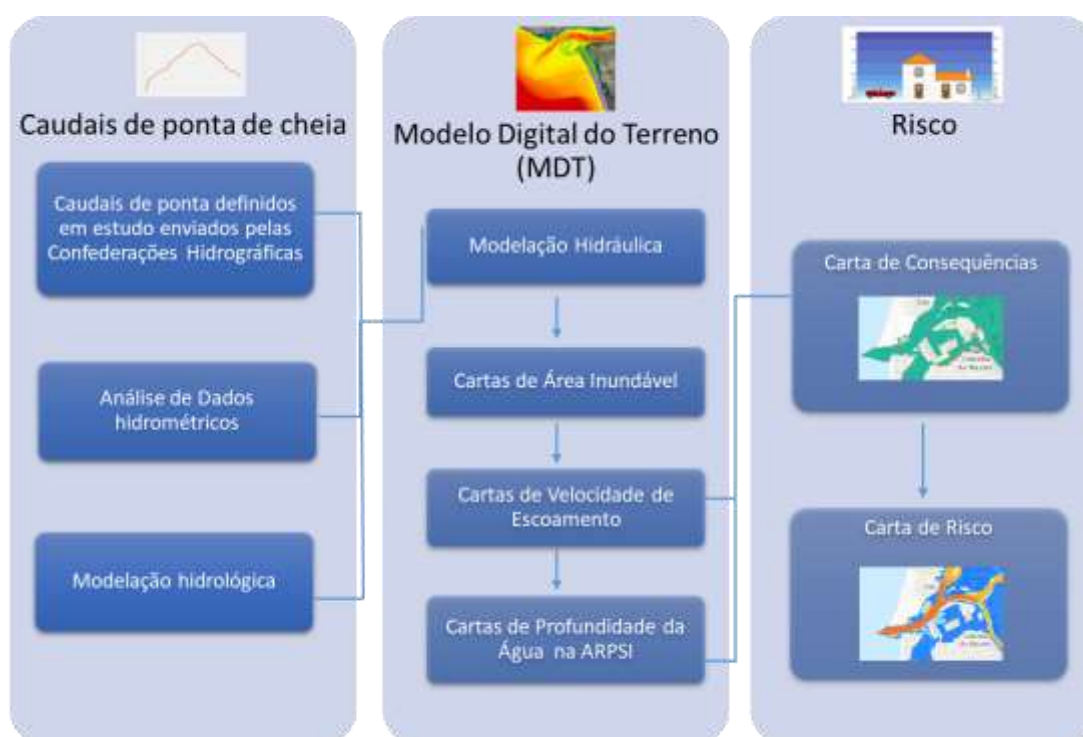 Caudais de ponta de cheia
Caudais de ponta definidos
em estudo enviados pelas
Confederações Hidrográficas
Análise de Dados
hidrométricos
Modelação hidrológica
Modelo Digital do Terreno
(MDT)
Modelação Hidráulica
Cartas de Área Inundável
Cartas de Velocidade de
Escoamento
Cartas de Profundidade da
Água na ARPSI
Risco
Carta de Consequências
Carta de Risco